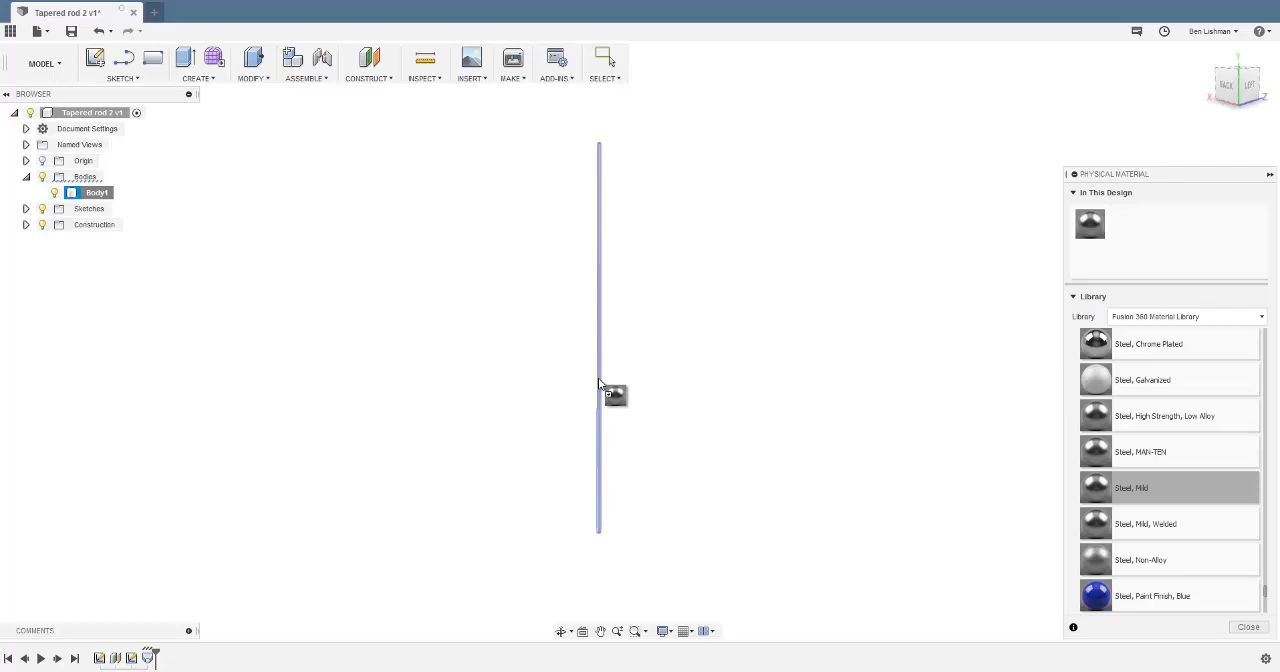 Tapered rod 2 v1*
Ben Lishman
MODEL
SKETCH
CREATE
MODIFY
ASSEMBLE
CONSTRUCT
INSPECT
INSERT
MAKE
ADD-INS
SELECT
Y
BACK
LEFT
X
Z
BROWSER
Tapered rod 2 v1
Document Settings
Named Views
Origin
Bodies
Body1
Sketches
Construction
PHYSICAL MATERIAL
In This Design
Library
Library
Fusion 360 Material Library
Steel, Chrome Plated
Steel, Galvanized
Steel, High Strength, Low Alloy
Steel, MAN-TEN
Steel, Mild
Steel, Mild, Welded
Steel, Non-Alloy
Steel, Paint Finish, Blue
Close
COMMENTS